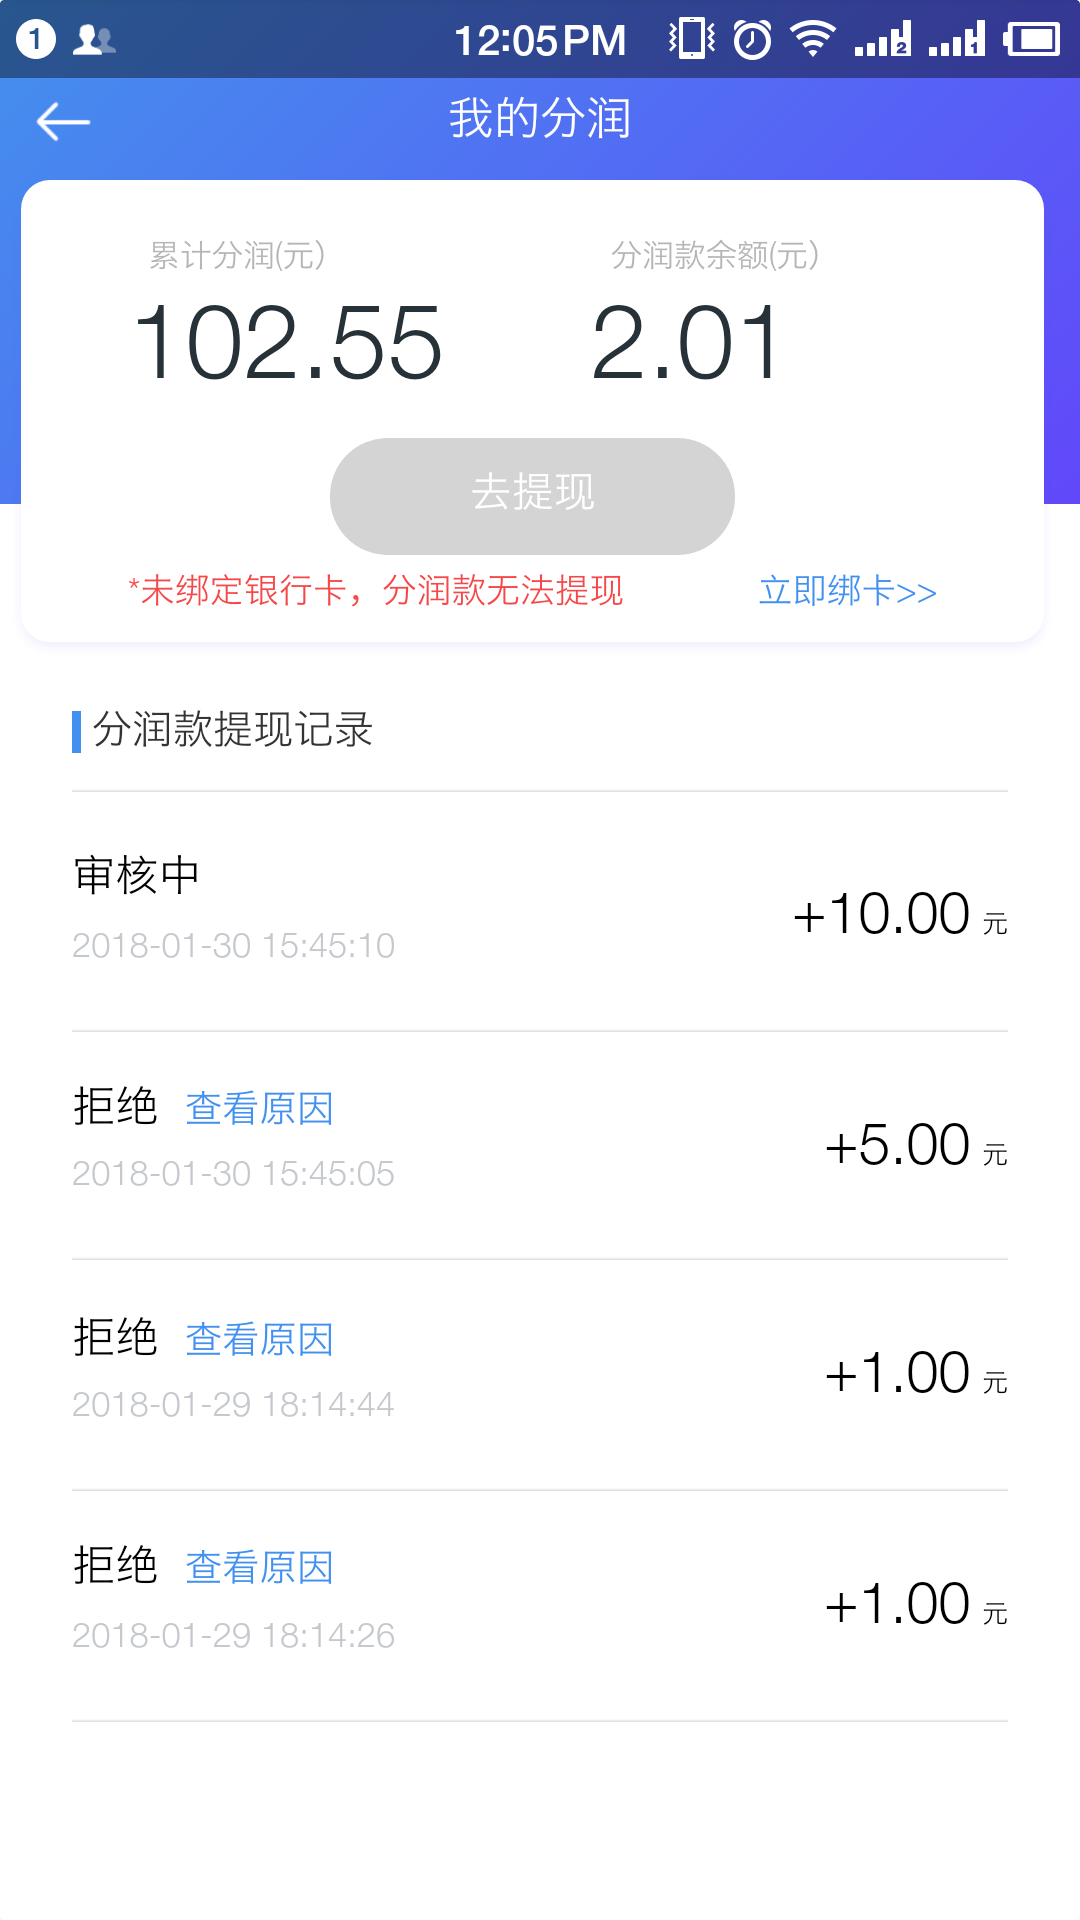 1
12:05PM
2
1
我的分润
累计分润(元)
分润款余额(元)
102.55
2.01
去提现
*未绑定银行卡，分润款无法提现
立即绑卡>>
分润款提现记录
审核中
2018-01-30 15:45:10
+10.00 元
拒绝 查看原因
2018-01-30 15:45:05
+5.00 元
拒绝 查看原因
2018-01-29 18:14:44
+1.00 元
拒绝 查看原因
2018-01-29 18:14:26
+1.00 元